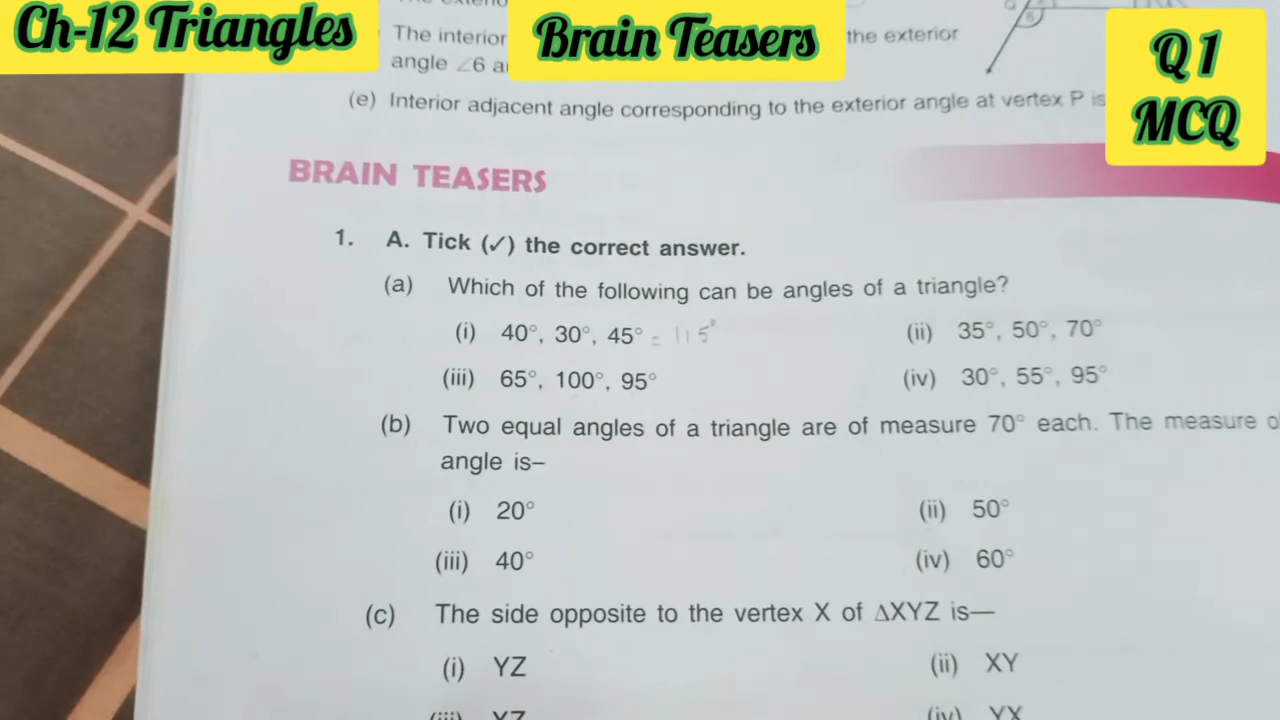 Ch-12 Triangles
Brain Teasers
Q 1
MCQ
The interior
the exterior
angle ∠6
(e) Interior adjacent angle corresponding to the exterior angle at vertex P is
BRAIN TEASERS
1. A. Tick (✓) the correct answer.
(a) Which of the following can be angles of a triangle?
(i) 40°, 30°, 45° = 115° (ii) 35°, 50°, 70°
(iii) 65°, 100°, 95° (iv) 30°, 55°, 95°
(b) Two equal angles of a triangle are of measure 70° each. The measure
angle is–
(i) 20° (ii) 50°
(iii) 40° (iv) 60°
(c) The side opposite to the vertex X of ΔXYZ is—
(i) YZ (ii) XY
(iii) XZ (iv) YX